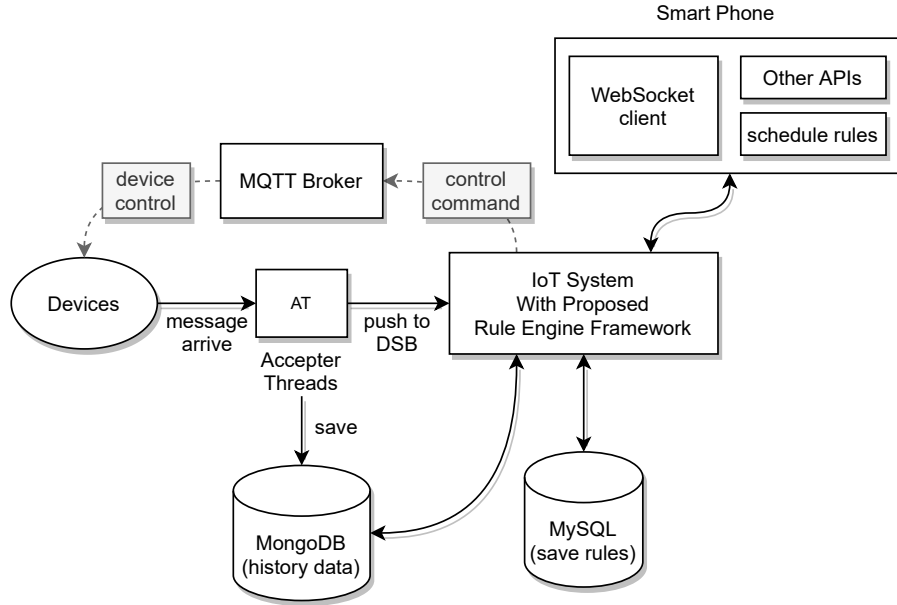 Smart Phone
WebSocket
client
Other APIs
schedule rules
device
control
MQTT Broker
control
command
Devices
message
arrive
AT
Accepter
Threads
push to
DSB
IoT System
With Proposed
Rule Engine Framework
save
MongoDB
(history data)
MySQL
(save rules)